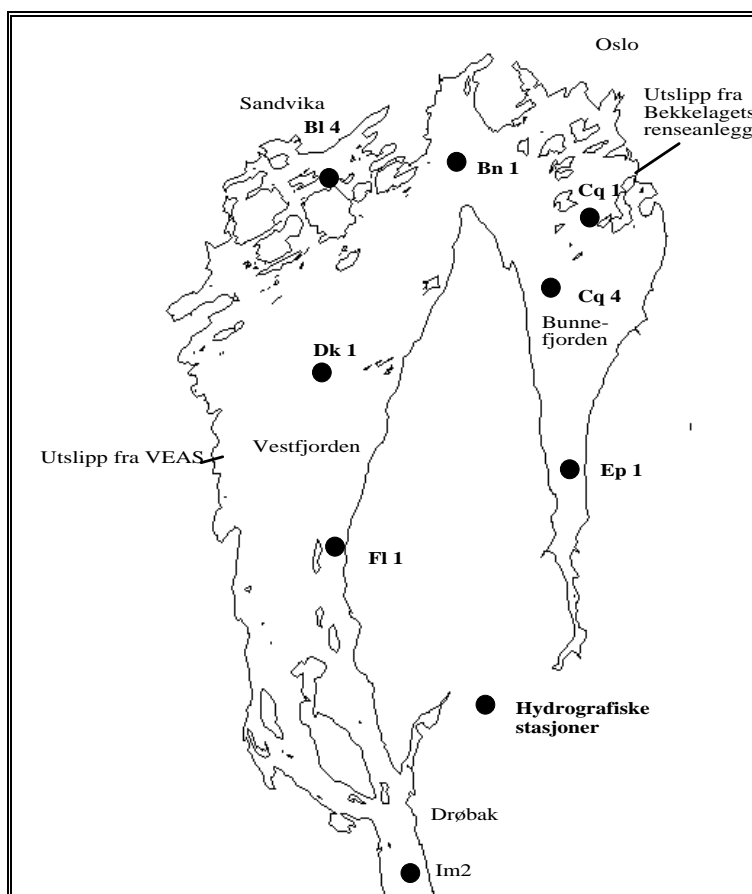 Oslo
Sandvika
Utslipp fra
Bekkelagets
renseanlegg
Bl 4
Bn 1
Cq 1
Cq 4
Bunne-
fjorden
Dk 1
Vestfjorden
Utslipp fra VEAS
Ep 1
Fl 1
Hydrografiske
stasjoner
Drøbak
Im2